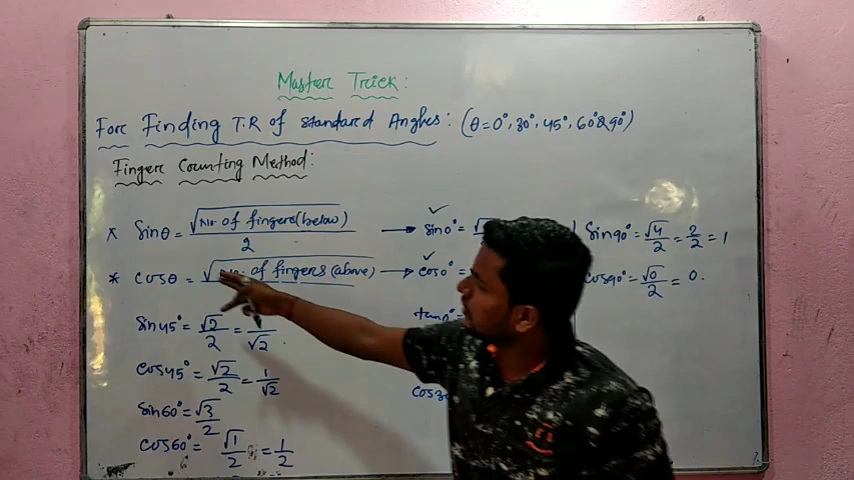 Master Trick:
For Finding T.R of standard Angles: (θ=0°, 30°, 45°, 60° & 90°)
Finger Counting Method:
* Sinθ = √No. of fingers (below) / 2 → sin0° =
Sin90° = √4/2 = 2/2 = 1
* cosθ = √No. of fingers (above) → cos0° =
cos90° = √0/2 = 0.
Sin45° = √2/2 = /√2.
tan0° =
cos45° = √2/2 = 1/√2
Sin60° = √3/2
cos60° = √1/2 = 1/2